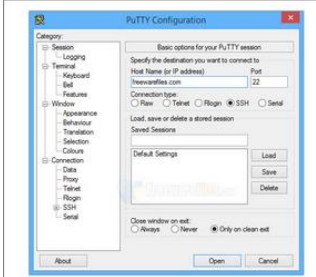 PuTTY Configuration
Category:
Session
Logging
Terminal
Keyboard
Bell
Features
Window
Appearance
Behaviour
Translation
Selection
Colours
Connection
Data
Proxy
Telnet
Rlogin
SSH
Serial
Basic options for your PuTTY session
Specify the destination you want to connect to
Host Name (or IP address)
Port
freewarefiles.com
22
Connection type:
Raw
Telnet
Rlogin
SSH
Serial
Load, save or delete a stored session
Saved Sessions
Default Settings
Load
Save
Delete
Close window on exit:
Always
Never
Only on clean exit
About
Open
Cancel